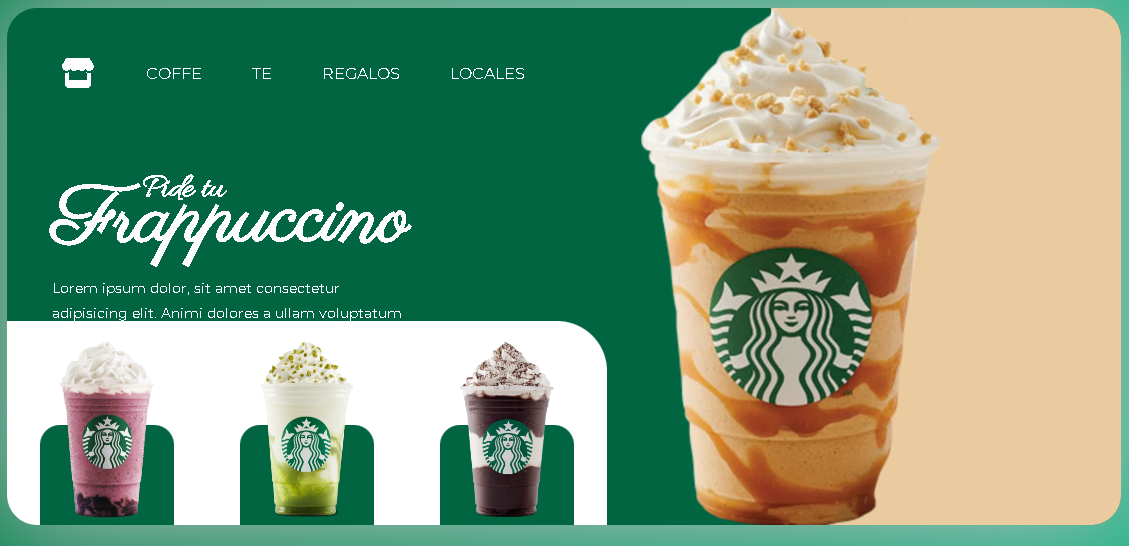 COFFE TE REGALOS LOCALES
Pide tu
Frappuccino
Lorem ipsum dolor, sit amet consectetur
adipisicing elit. Animi dolores a ullam voluptatum